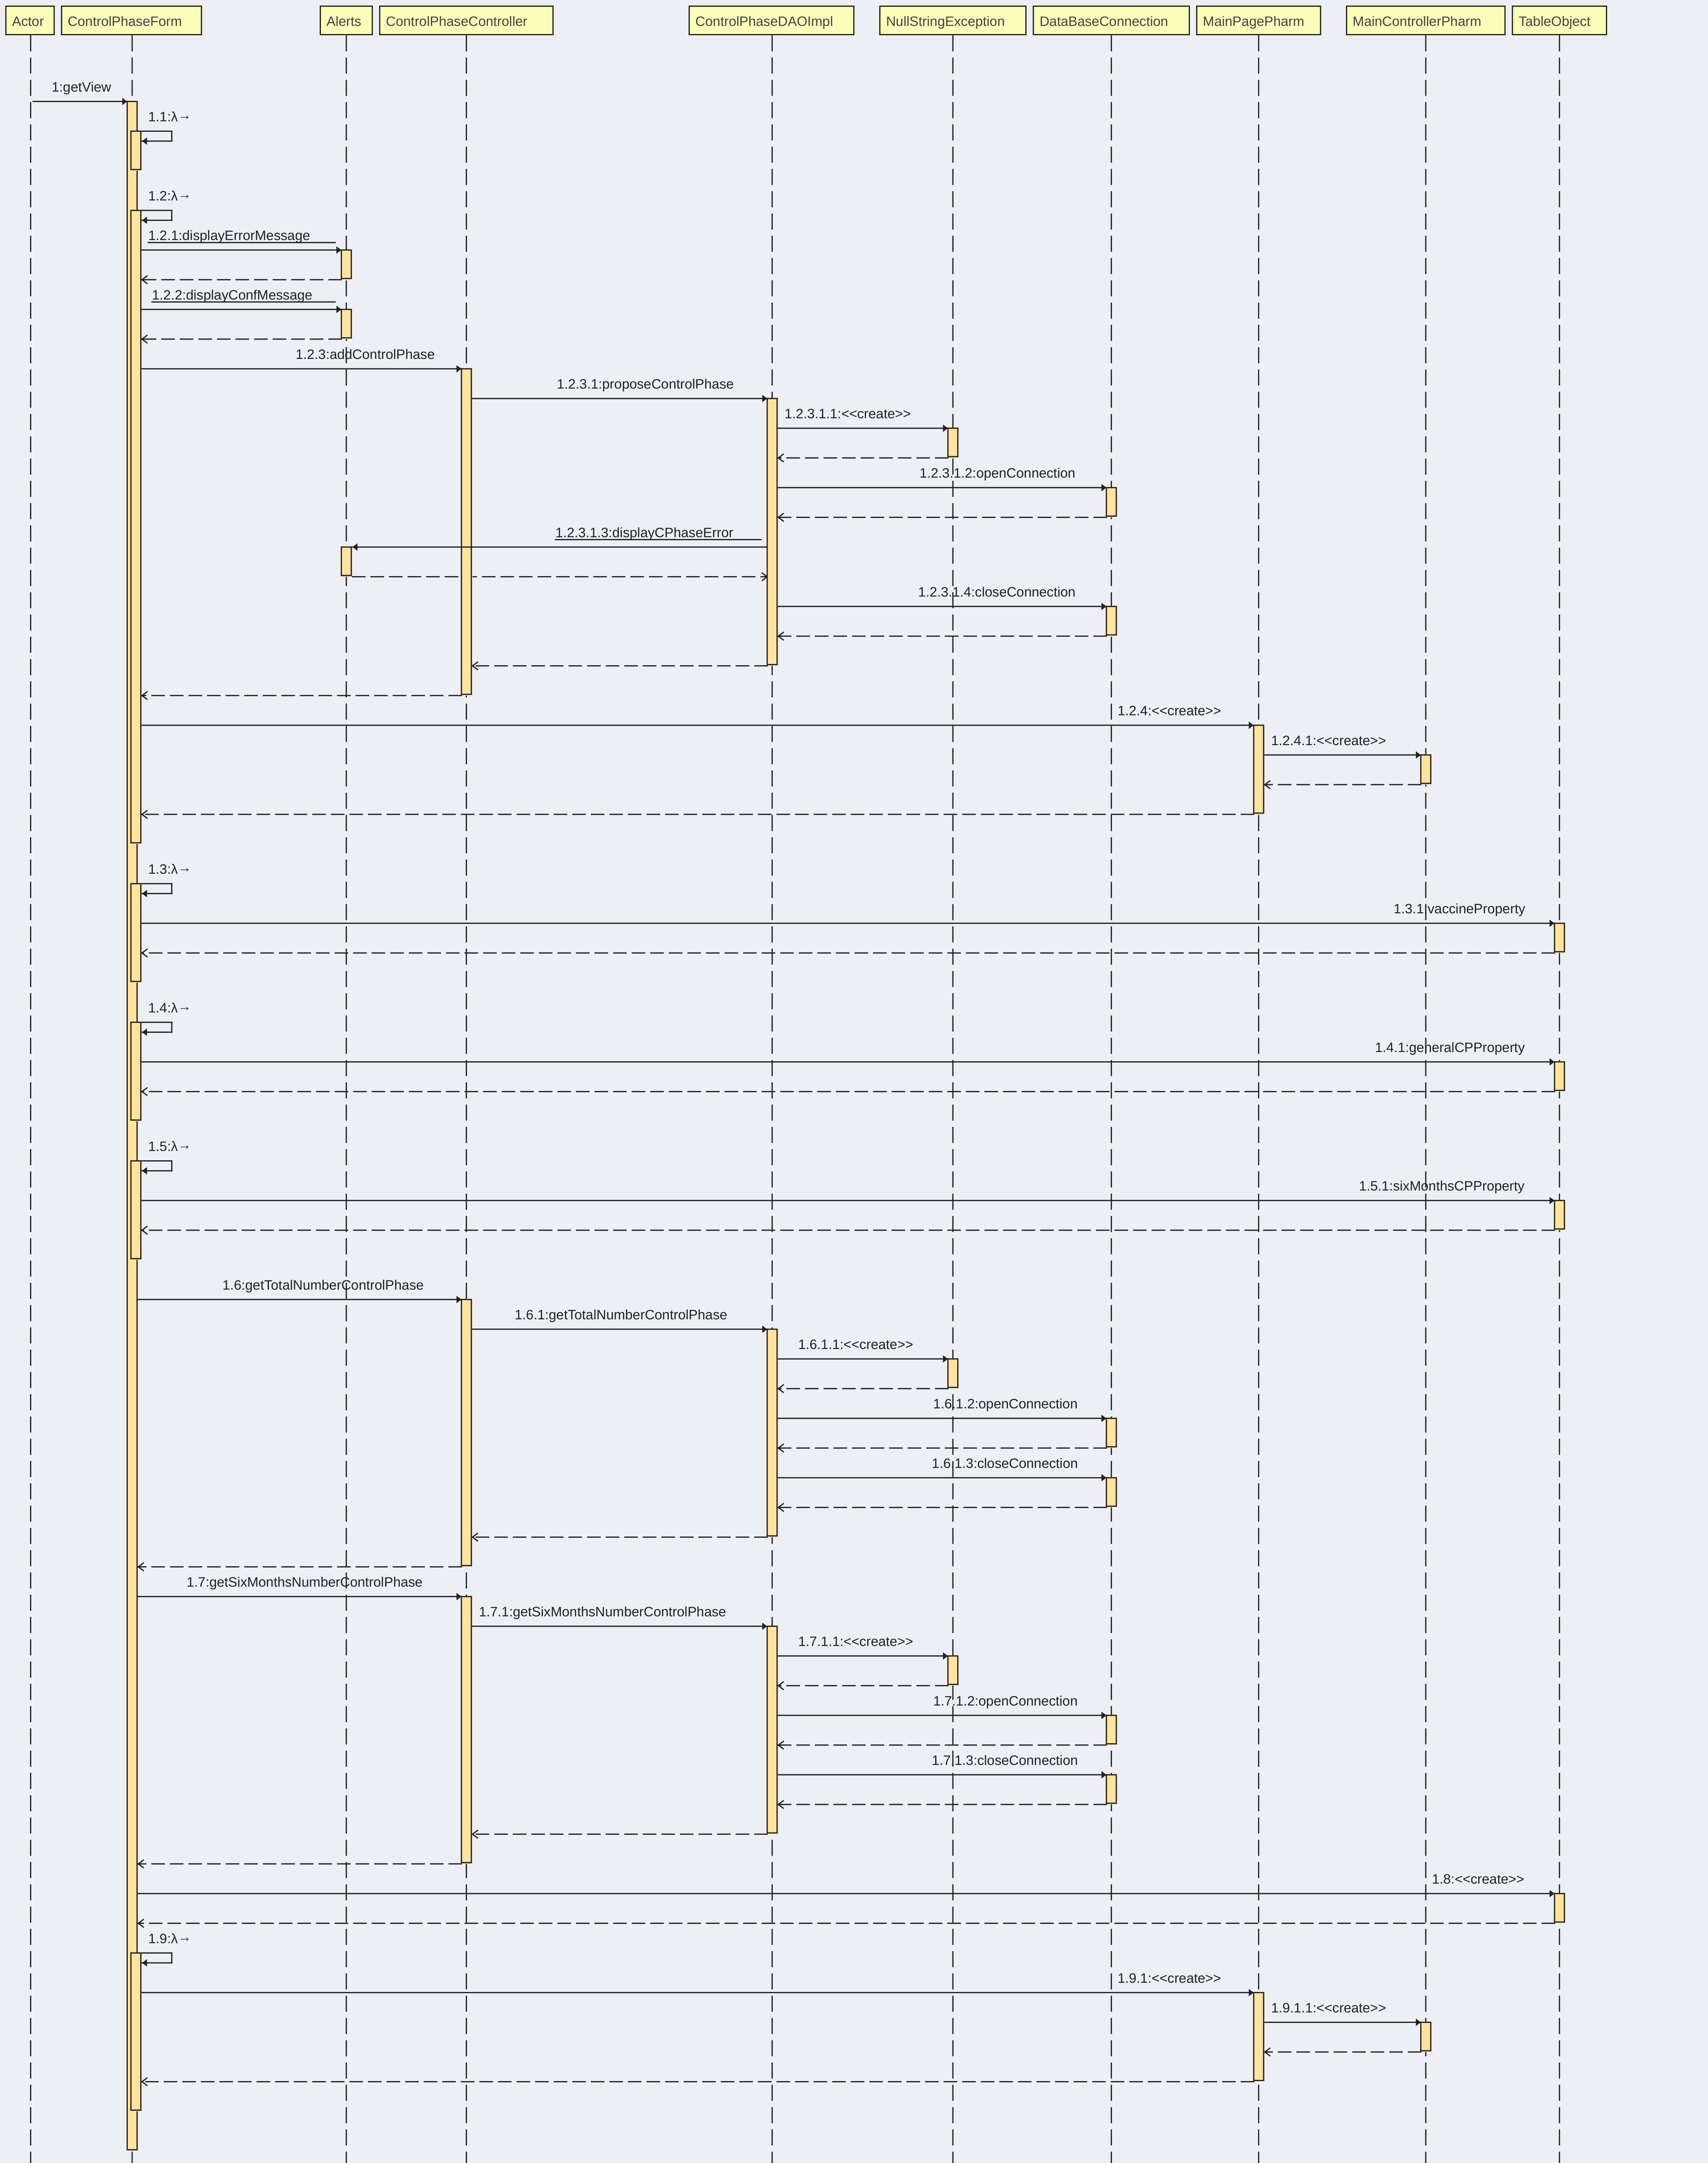 Actor
ControlPhaseForm
Alerts
ControlPhaseController
ControlPhaseDAOImpl
NullStringException
DataBaseConnection
MainPagePharm
MainControllerPharm
TableObject
1:getView
1.1:λ→
1.2:λ→
1.2.1:displayErrorMessage
1.2.2:displayConfMessage
1.2.3:addControlPhase
1.2.3.1:proposeControlPhase
1.2.3.1.1:<<create>>
1.2.3.1.2:openConnection
1.2.3.1.3:displayCPhaseError
1.2.3.1.4:closeConnection
1.2.4:<<create>>
1.2.4.1:<<create>>
1.3:λ→
1.3.1:vaccineProperty
1.4:λ→
1.4.1:generalCPProperty
1.5:λ→
1.5.1:sixMonthsCPProperty
1.6:getTotalNumberControlPhase
1.6.1:getTotalNumberControlPhase
1.6.1.1:<<create>>
1.6.1.2:openConnection
1.6.1.3:closeConnection
1.7:getSixMonthsNumberControlPhase
1.7.1:getSixMonthsNumberControlPhase
1.7.1.1:<<create>>
1.7.1.2:openConnection
1.7.1.3:closeConnection
1.8:<<create>>
1.9:λ→
1.9.1:<<create>>
1.9.1.1:<<create>>